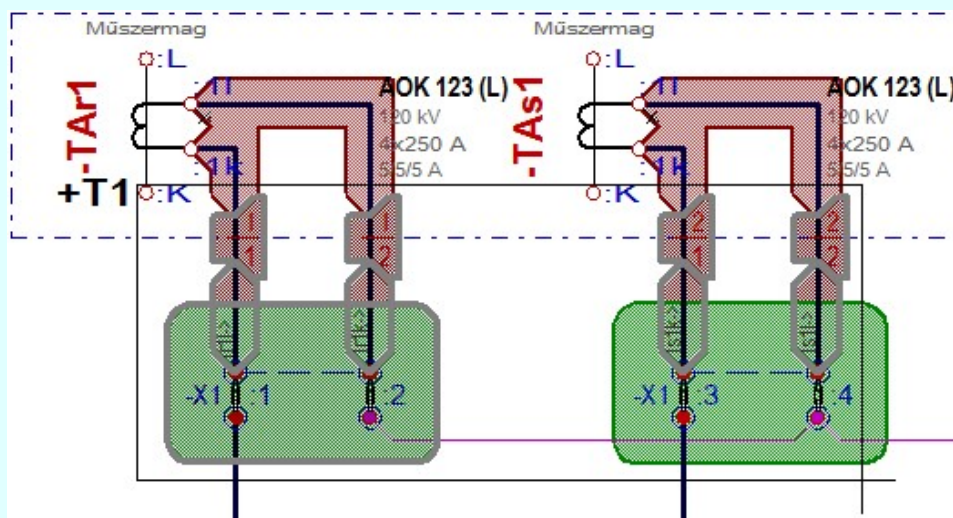 Műszermag
:L
:1l
-TAr1
AOK 123 (L)
120 kV
4x250 A
5/5/5 A
:1k
+T1
:K
1
1
1
2
-X1
:1
:2
Műszermag
:L
:1l
-TAs1
AOK 123 (L)
120 kV
4x250 A
5/5/5 A
:1k
:K
2
1
2
2
Is1k->
Is1l->
-X1
:3
:4